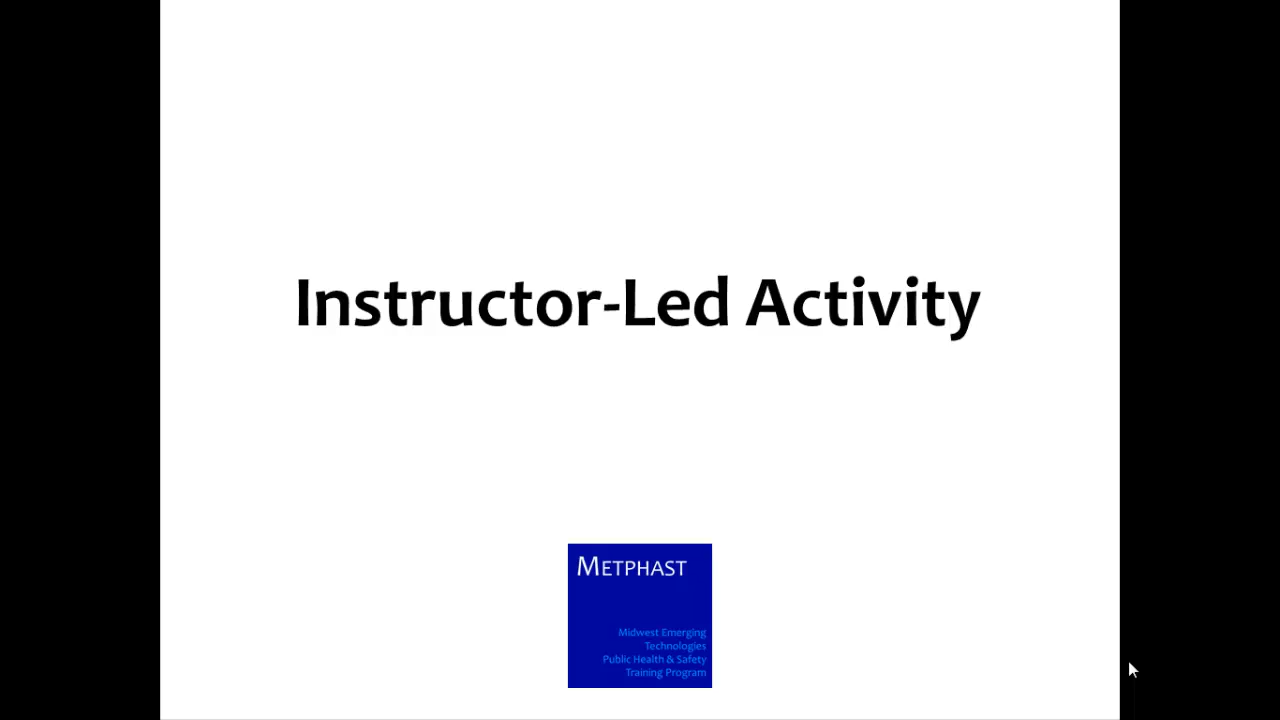 Instructor-Led Activity
METPHAST
Midwest Emerging
Technologies
Public Health & Safety
Training Program